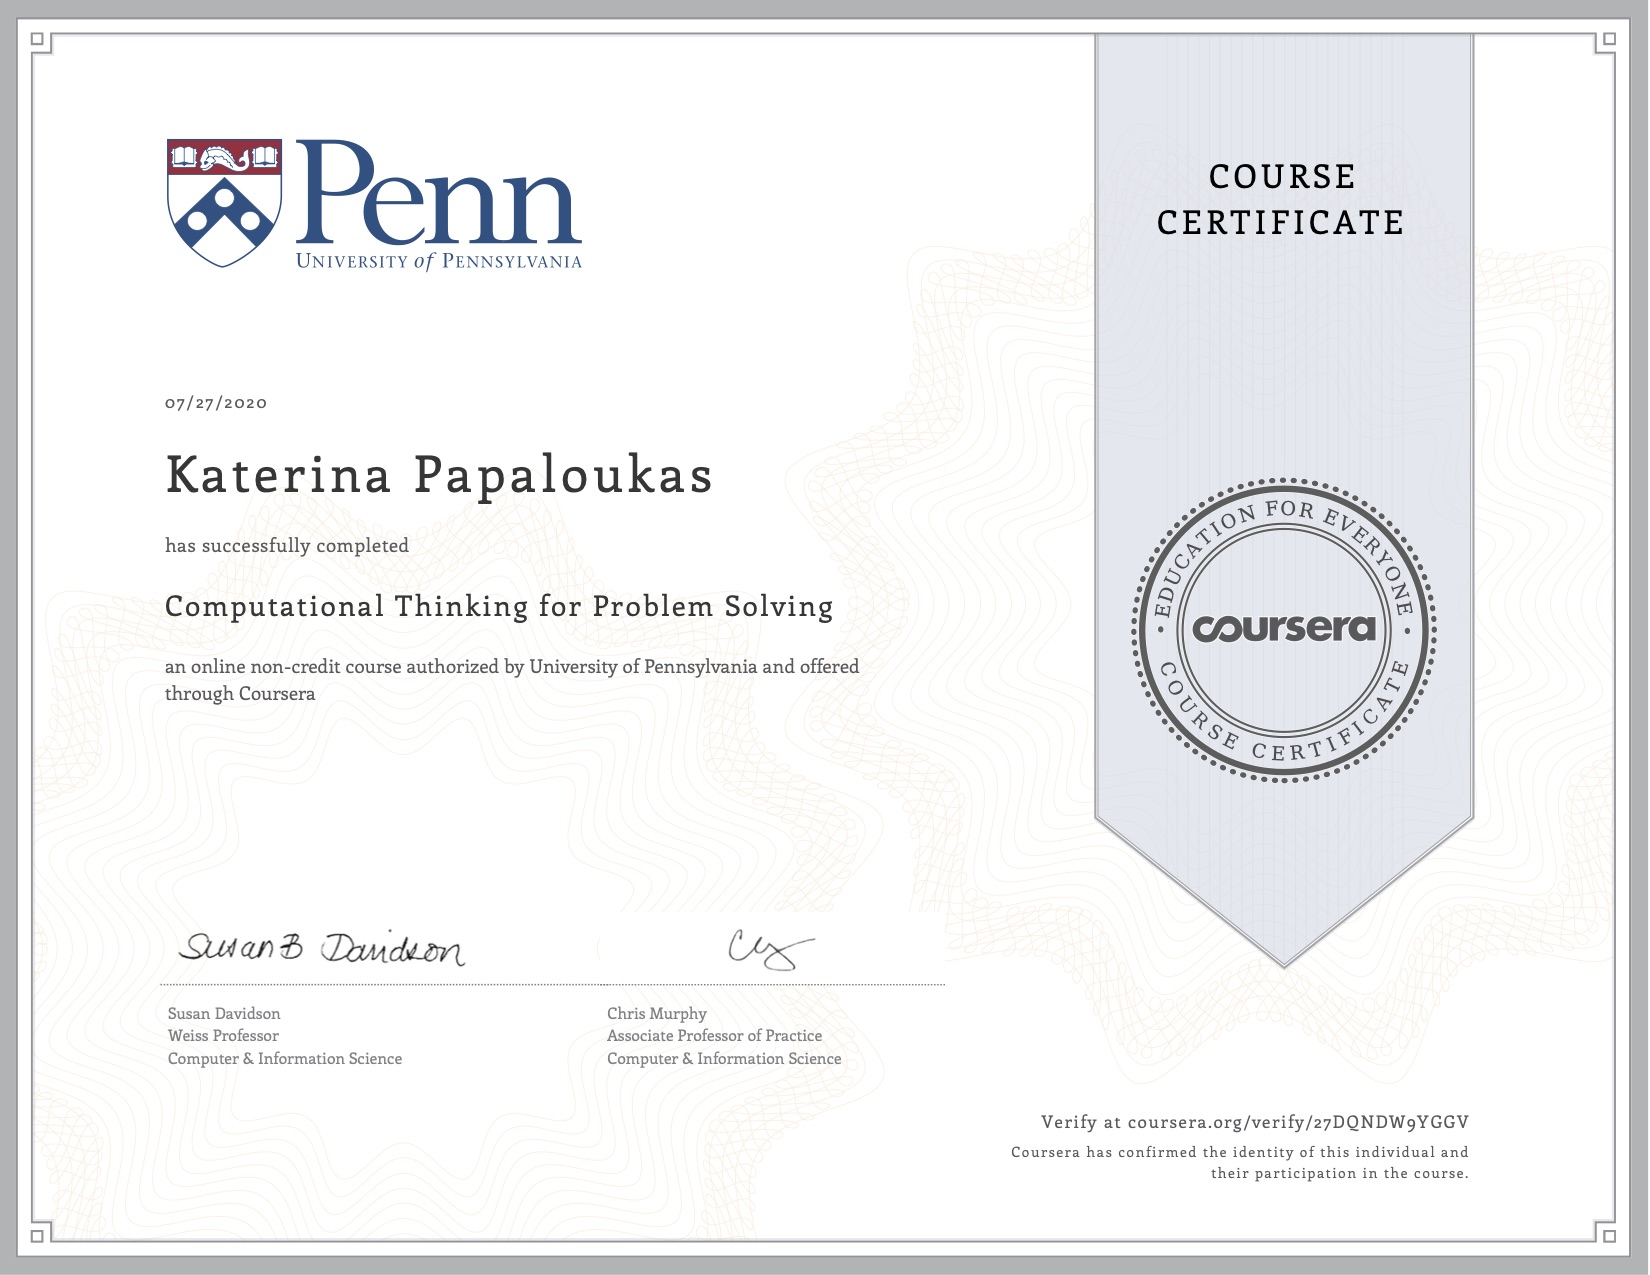 Penn
UNIVERSITY of PENNSYLVANIA
COURSE
CERTIFICATE
07/27/2020
Katerina Papaloukas
has successfully completed
Computational Thinking for Problem Solving
an online non-credit course authorized by University of Pennsylvania and offered
through Coursera
EDUCATION FOR EVERYONE
coursera
COURSE CERTIFICATE
Susan B Davidson
Susan Davidson
Weiss Professor
Computer & Information Science
Chris Murphy
Associate Professor of Practice
Computer & Information Science
Verify at coursera.org/verify/27DQNDW9YGGV
Coursera has confirmed the identity of this individual and
their participation in the course.